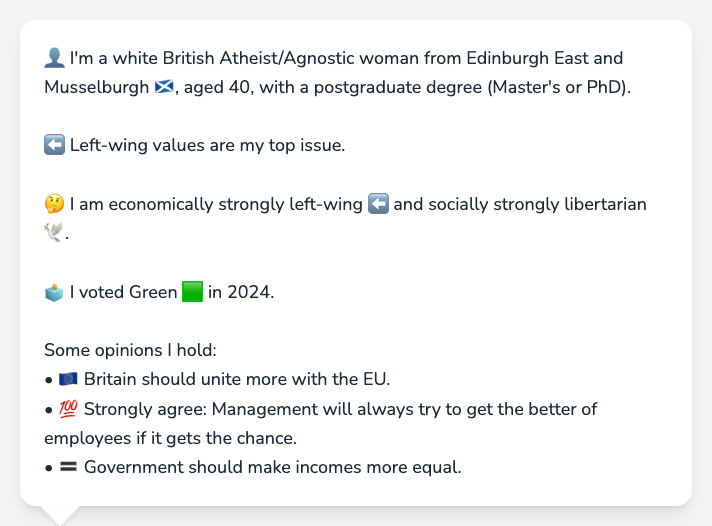 👤 I'm a white British Atheist/Agnostic woman from Edinburgh East and
Musselburgh 🏴󠁧󠁢󠁳󠁣󠁴󠁿, aged 40, with a postgraduate degree (Master's or PhD).
⬅️ Left-wing values are my top issue.
🤔 I am economically strongly left-wing ⬅️ and socially strongly libertarian
🕊️.
🗳️ I voted Green 🟩 in 2024.
Some opinions I hold:
• 🇪🇺 Britain should unite more with the EU.
• 💯 Strongly agree: Management will always try to get the better of
employees if it gets the chance.
• 🟰 Government should make incomes more equal.